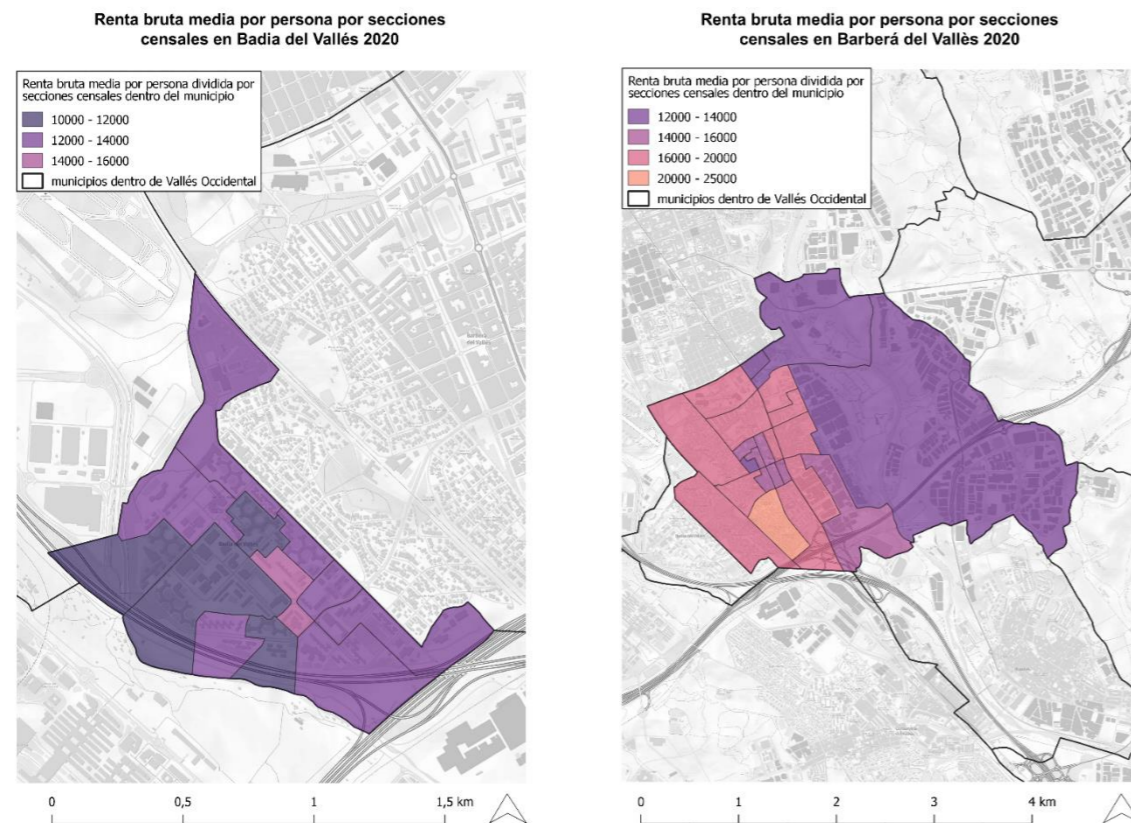 Renta bruta media por persona por secciones
censales en Badia del Vallés 2020
Renta bruta media por persona dividida por
secciones censales dentro del municipio
10000 - 12000
12000 - 14000
14000 - 16000
municipios dentro de Vallés Occidental
0 0,5 1 1,5 km
Renta bruta media por persona por secciones
censales en Barberá del Vallès 2020
Renta bruta media por persona dividida por
secciones censales dentro del municipio
12000 - 14000
14000 - 16000
16000 - 20000
20000 - 25000
municipios dentro de Vallés Occidental
0 1 2 3 4 km